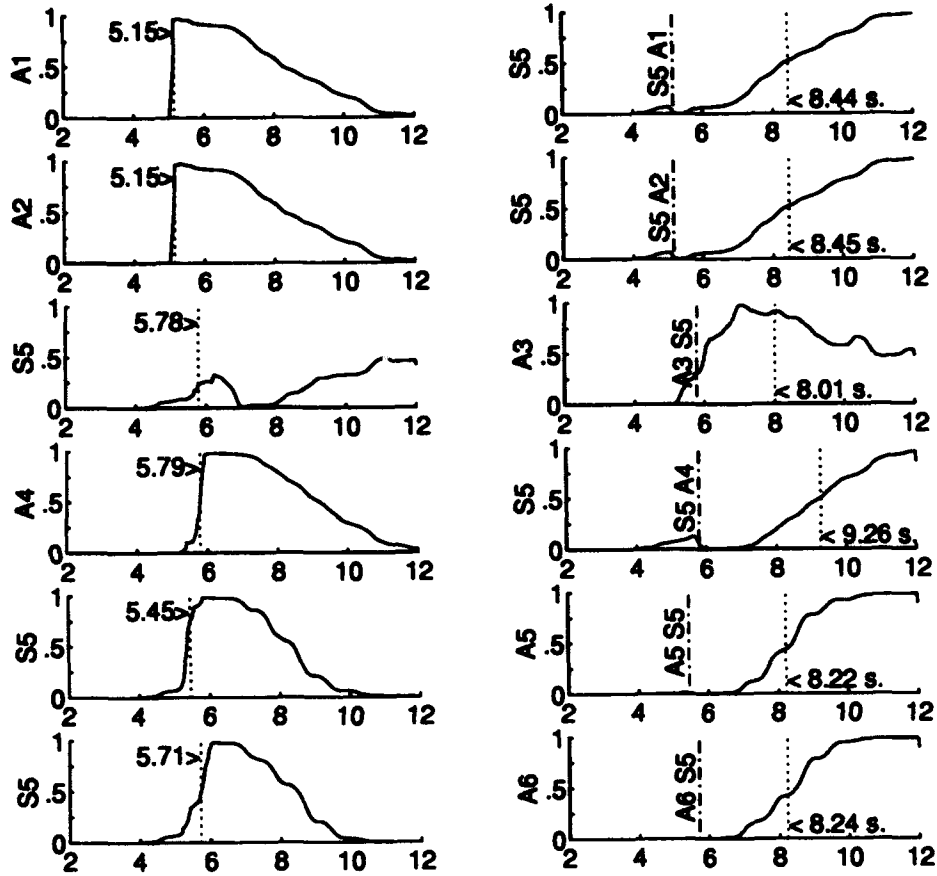 A1 1 .5 0 5.15> 2 4 6 8 10 12
S5 1 .5 0 S5 A1 < 8.44 s. 2 4 6 8 10 12
A2 1 .5 0 5.15> 2 4 6 8 10 12
S5 1 .5 0 S5 A2 < 8.45 s. 2 4 6 8 10 12
S5 1 .5 0 5.78> 2 4 6 8 10 12
A3 1 .5 0 A3 S5 < 8.01 s. 2 4 6 8 10 12
A4 1 .5 0 5.79> 2 4 6 8 10 12
S5 1 .5 0 S5 A4 < 9.26 s. 2 4 6 8 10 12
S5 1 .5 0 5.45> 2 4 6 8 10 12
A5 1 .5 0 A5 S5 < 8.22 s. 2 4 6 8 10 12
S5 1 .5 0 5.71> 2 4 6 8 10 12
A6 1 .5 0 A6 S5 < 8.24 s. 2 4 6 8 10 12